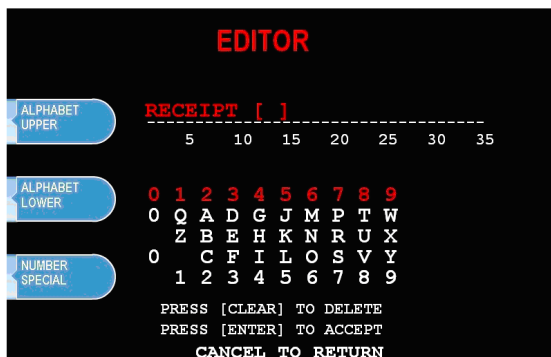 EDITOR
ALPHABET
UPPER
RECEIPT [ ]
5 10 15 20 25 30 35
ALPHABET
LOWER
0 1 2 3 4 5 6 7 8 9
0 Q A D G J M P T W
Z B E H K N R U X
0 C F I L O S V Y
1 2 3 4 5 6 7 8 9
NUMBER
SPECIAL
PRESS [CLEAR] TO DELETE
PRESS [ENTER] TO ACCEPT
CANCEL TO RETURN